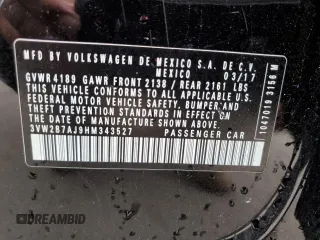 MFD BY VOLKSWAGEN DE MEXICO S.A. DE C.V.
MEXICO 03/17
GVWR 4189 GAWR FRONT 2138 / REAR 2161 LBS
THIS VEHICLE CONFORMS TO ALL APPLICABLE
FEDERAL MOTOR VEHICLE SAFETY,
BUMPER, AND THEFT PREVENTION STANDARDS
IN EFFECT ON THE DATE OF MANUFACTURE
SHOWN ABOVE.
3VW2B7AJ9HM343527 PASSENGER CAR
1047019 3156 M
DREAMBID